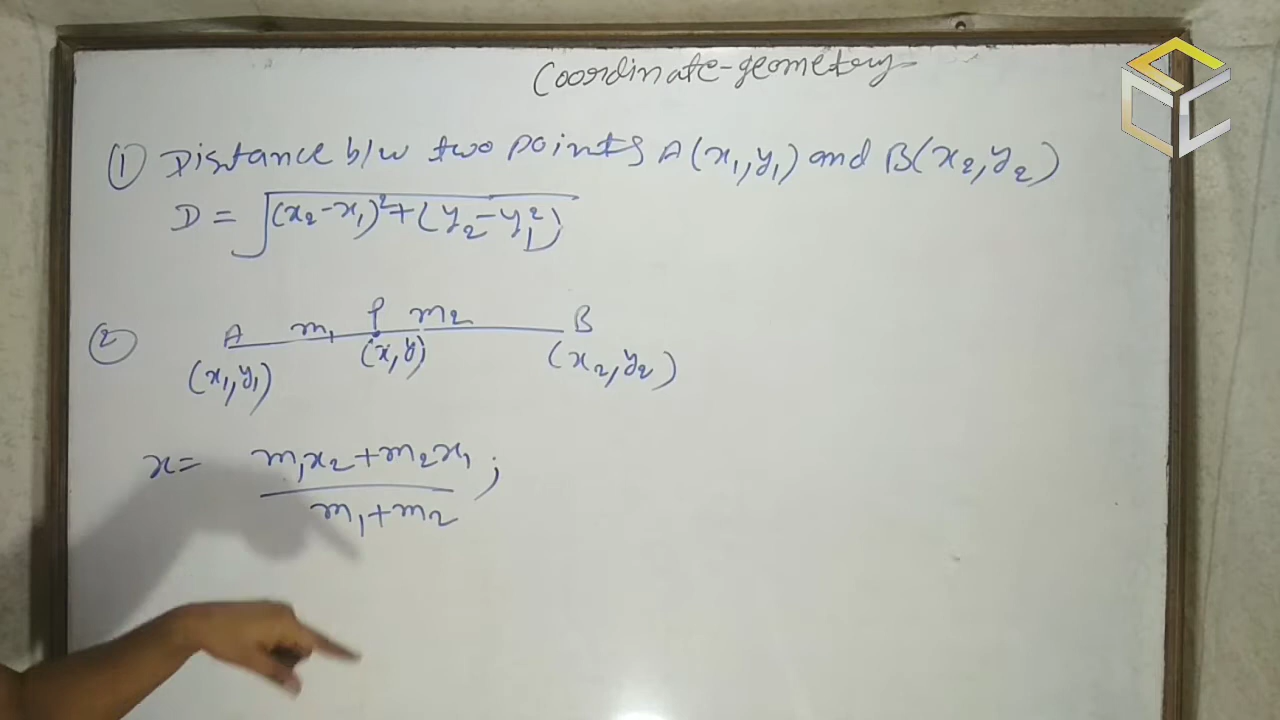 Coordinate-geometry
① Distance b/w two points A(x₁,y₁) and B(x₂,y₂)
D = √(x₂-x₁)²+(y₂-y₁²)
② A m₁ P m₂ B
(x₁,y₁) (x,y) (x₂,y₂)
x= m₁x₂+m₂x₁ ;
m₁+m₂